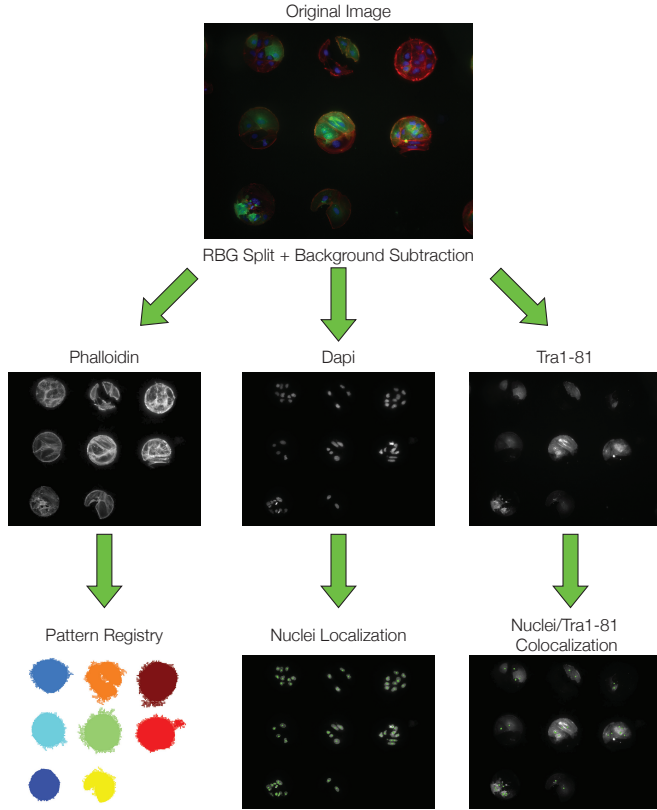 Original Image
RBG Split + Background Subtraction
Phalloidin
Dapi
Tra1-81
Pattern Registry
Nuclei Localization
Nuclei/Tra1-81
Colocalization